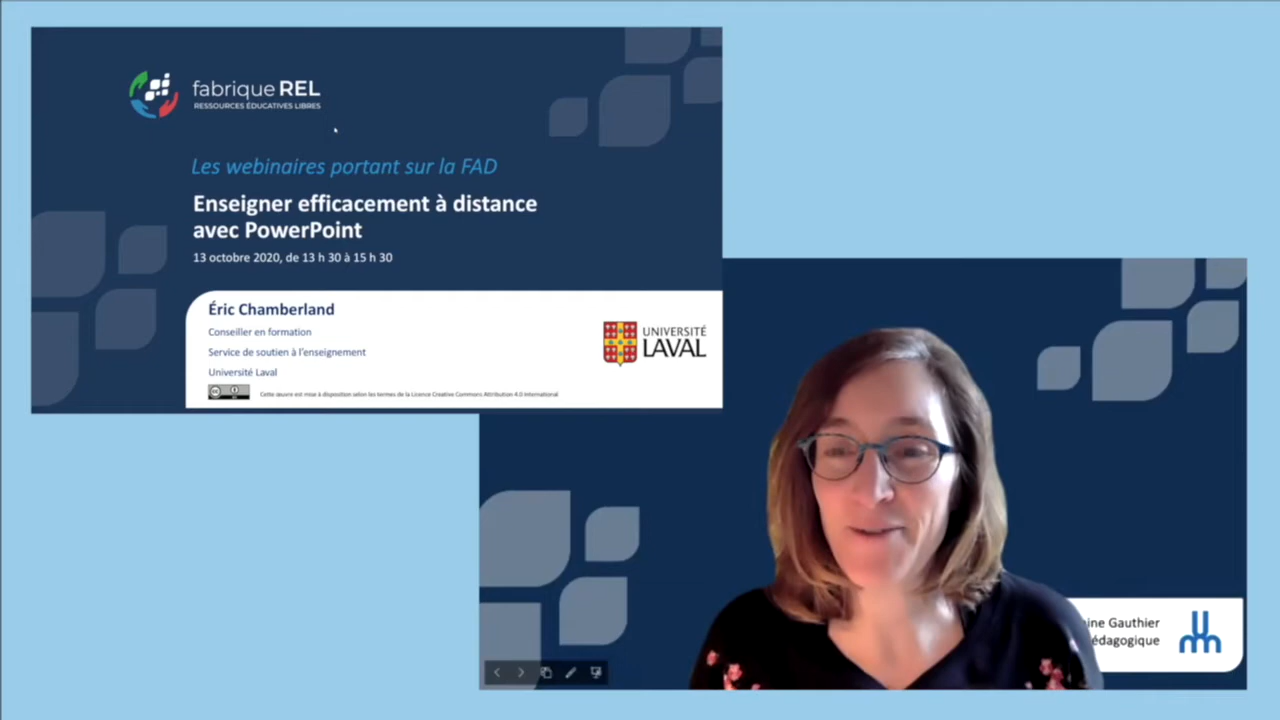 fabrique REL
RESSOURCES ÉDUCATIVES LIBRES
Les webinaires portant sur la FAD
Enseigner efficacement à distance
avec PowerPoint
13 octobre 2020, de 13 h 30 à 15 h 30
Éric Chamberland
Conseiller en formation
Service de soutien à l'enseignement
Université Laval
Cette œuvre est mise à disposition selon les termes de la Licence Creative Commons Attribution 4.0 International
UNIVERSITÉ
LAVAL
Gauthier